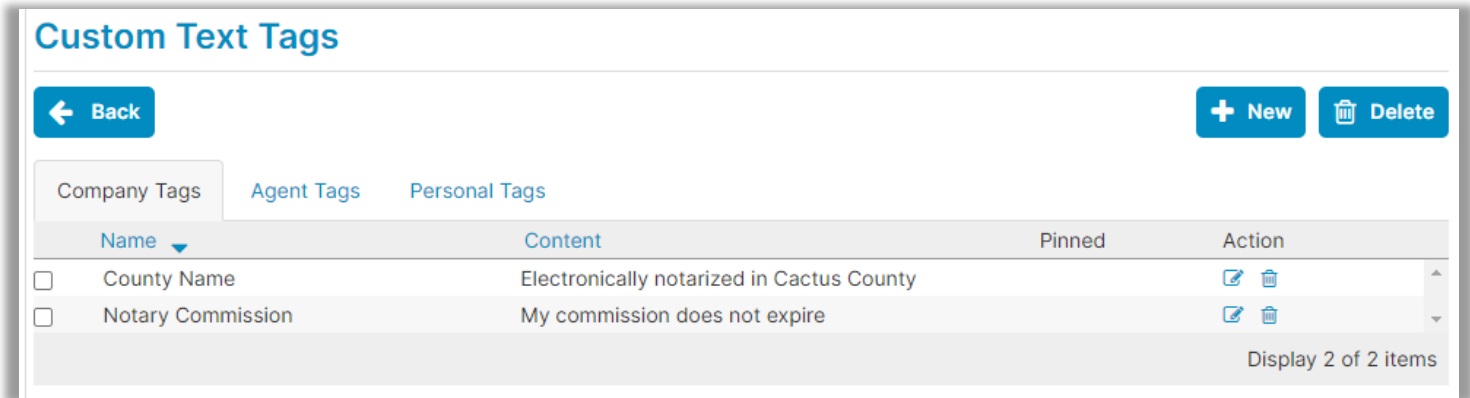 Custom Text Tags
Back
New
Delete
Company Tags Agent Tags Personal Tags
Name Content Pinned Action
County Name Electronically notarized in Cactus County
Notary Commission My commission does not expire
Display 2 of 2 items